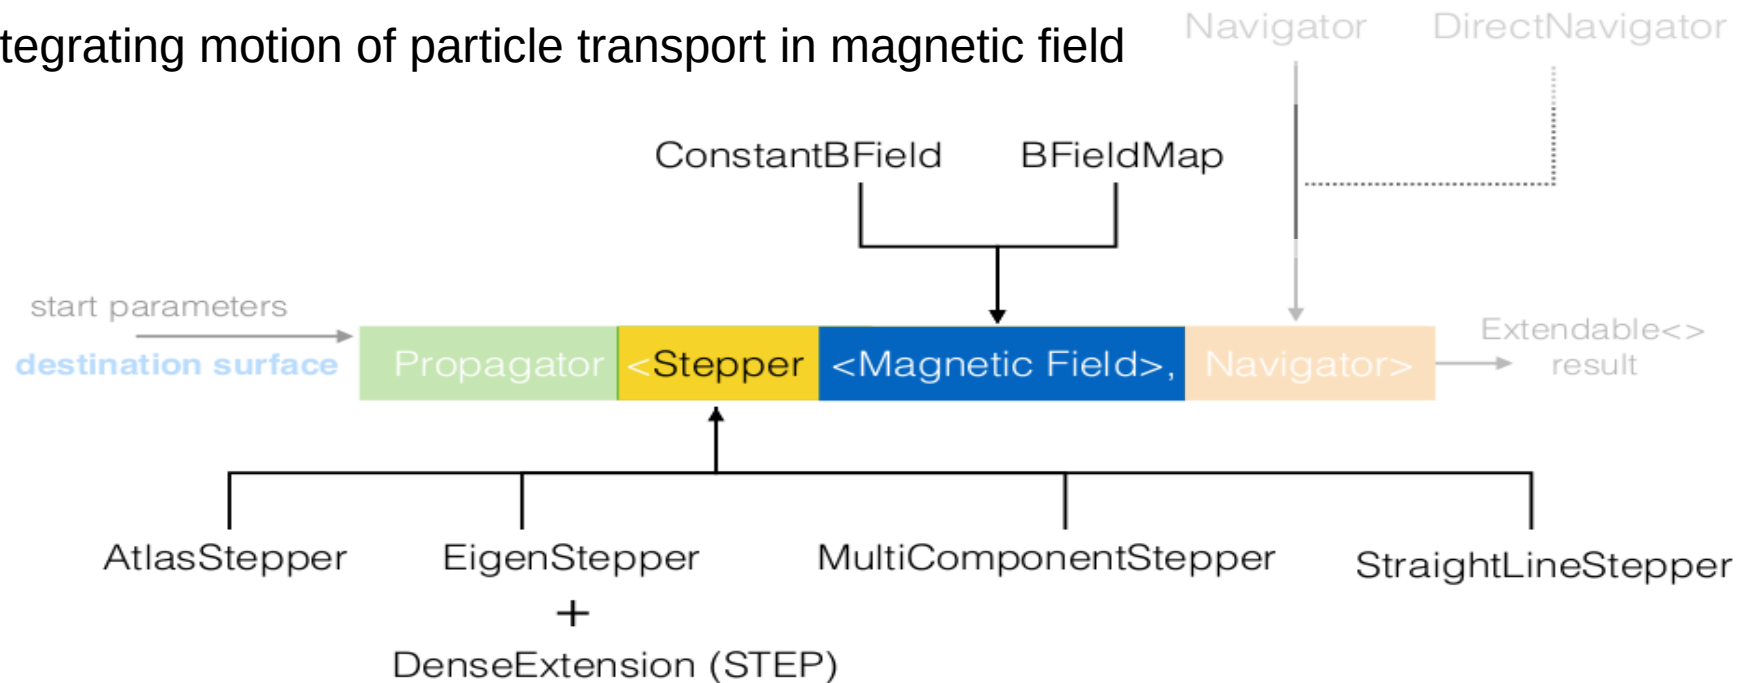 tegrating motion of particle transport in magnetic field
Navigator
DirectNavigator
ConstantBField
BFieldMap
start parameters
destination surface
Propagator <Stepper <Magnetic Field>, Navigator>
Extendable<>
result
AtlasStepper
EigenStepper
+
DenseExtension (STEP)
MultiComponentStepper
StraightLineStepper